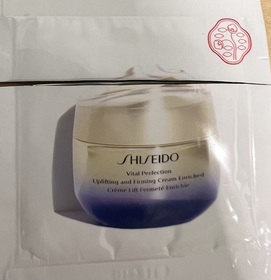 SHISEIDO
Vital Perfection
Uplifting and Firming Cream Enriched
Crème Lift Fermeté Enrichie